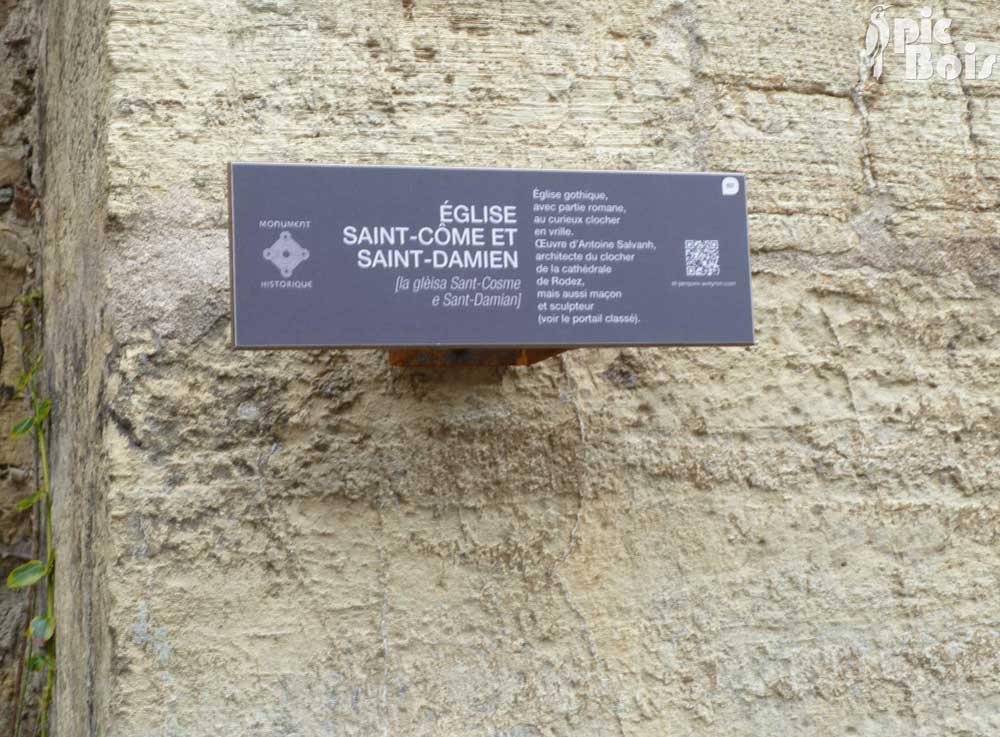 pic
Bois
MONUMENT
HISTORIQUE
ÉGLISE
SAINT-CÔME ET
SAINT-DAMIEN
[la glèisa Sant-Cosme
e Sant-Damian]
Église gothique,
avec partie romane,
au curieux clocher
en vrille.
Œuvre d'Antoine Salvanh,
architecte du clocher
de la cathédrale
de Rodez,
mais aussi maçon
et sculpteur
(voir le portail classé).